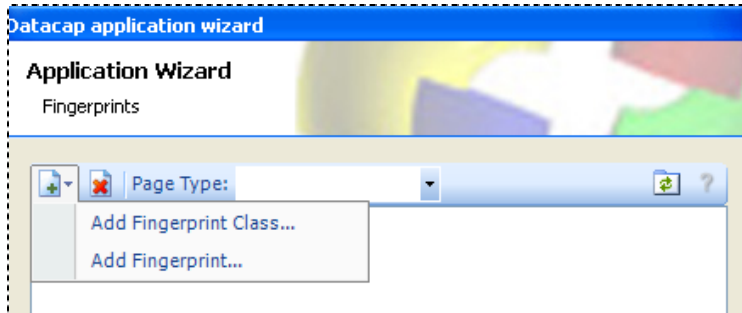 Datacap application wizard
Application Wizard
Fingerprints
Page Type:
?
Add Fingerprint Class...
Add Fingerprint...